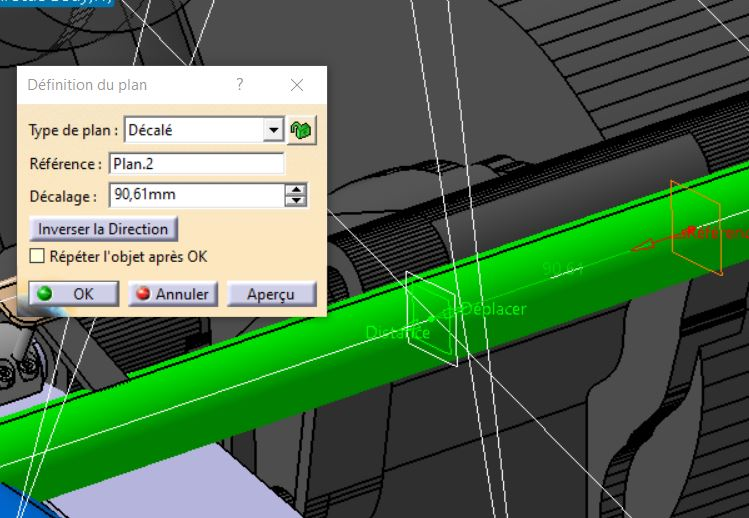 Définition du plan ? ×
Type de plan : Décalé
Référence : Plan.2
Décalage : 90,61mm
Inverser la Direction
Répéter l'objet après OK
OK Annuler Aperçu
90,61
Déplacer
Distance